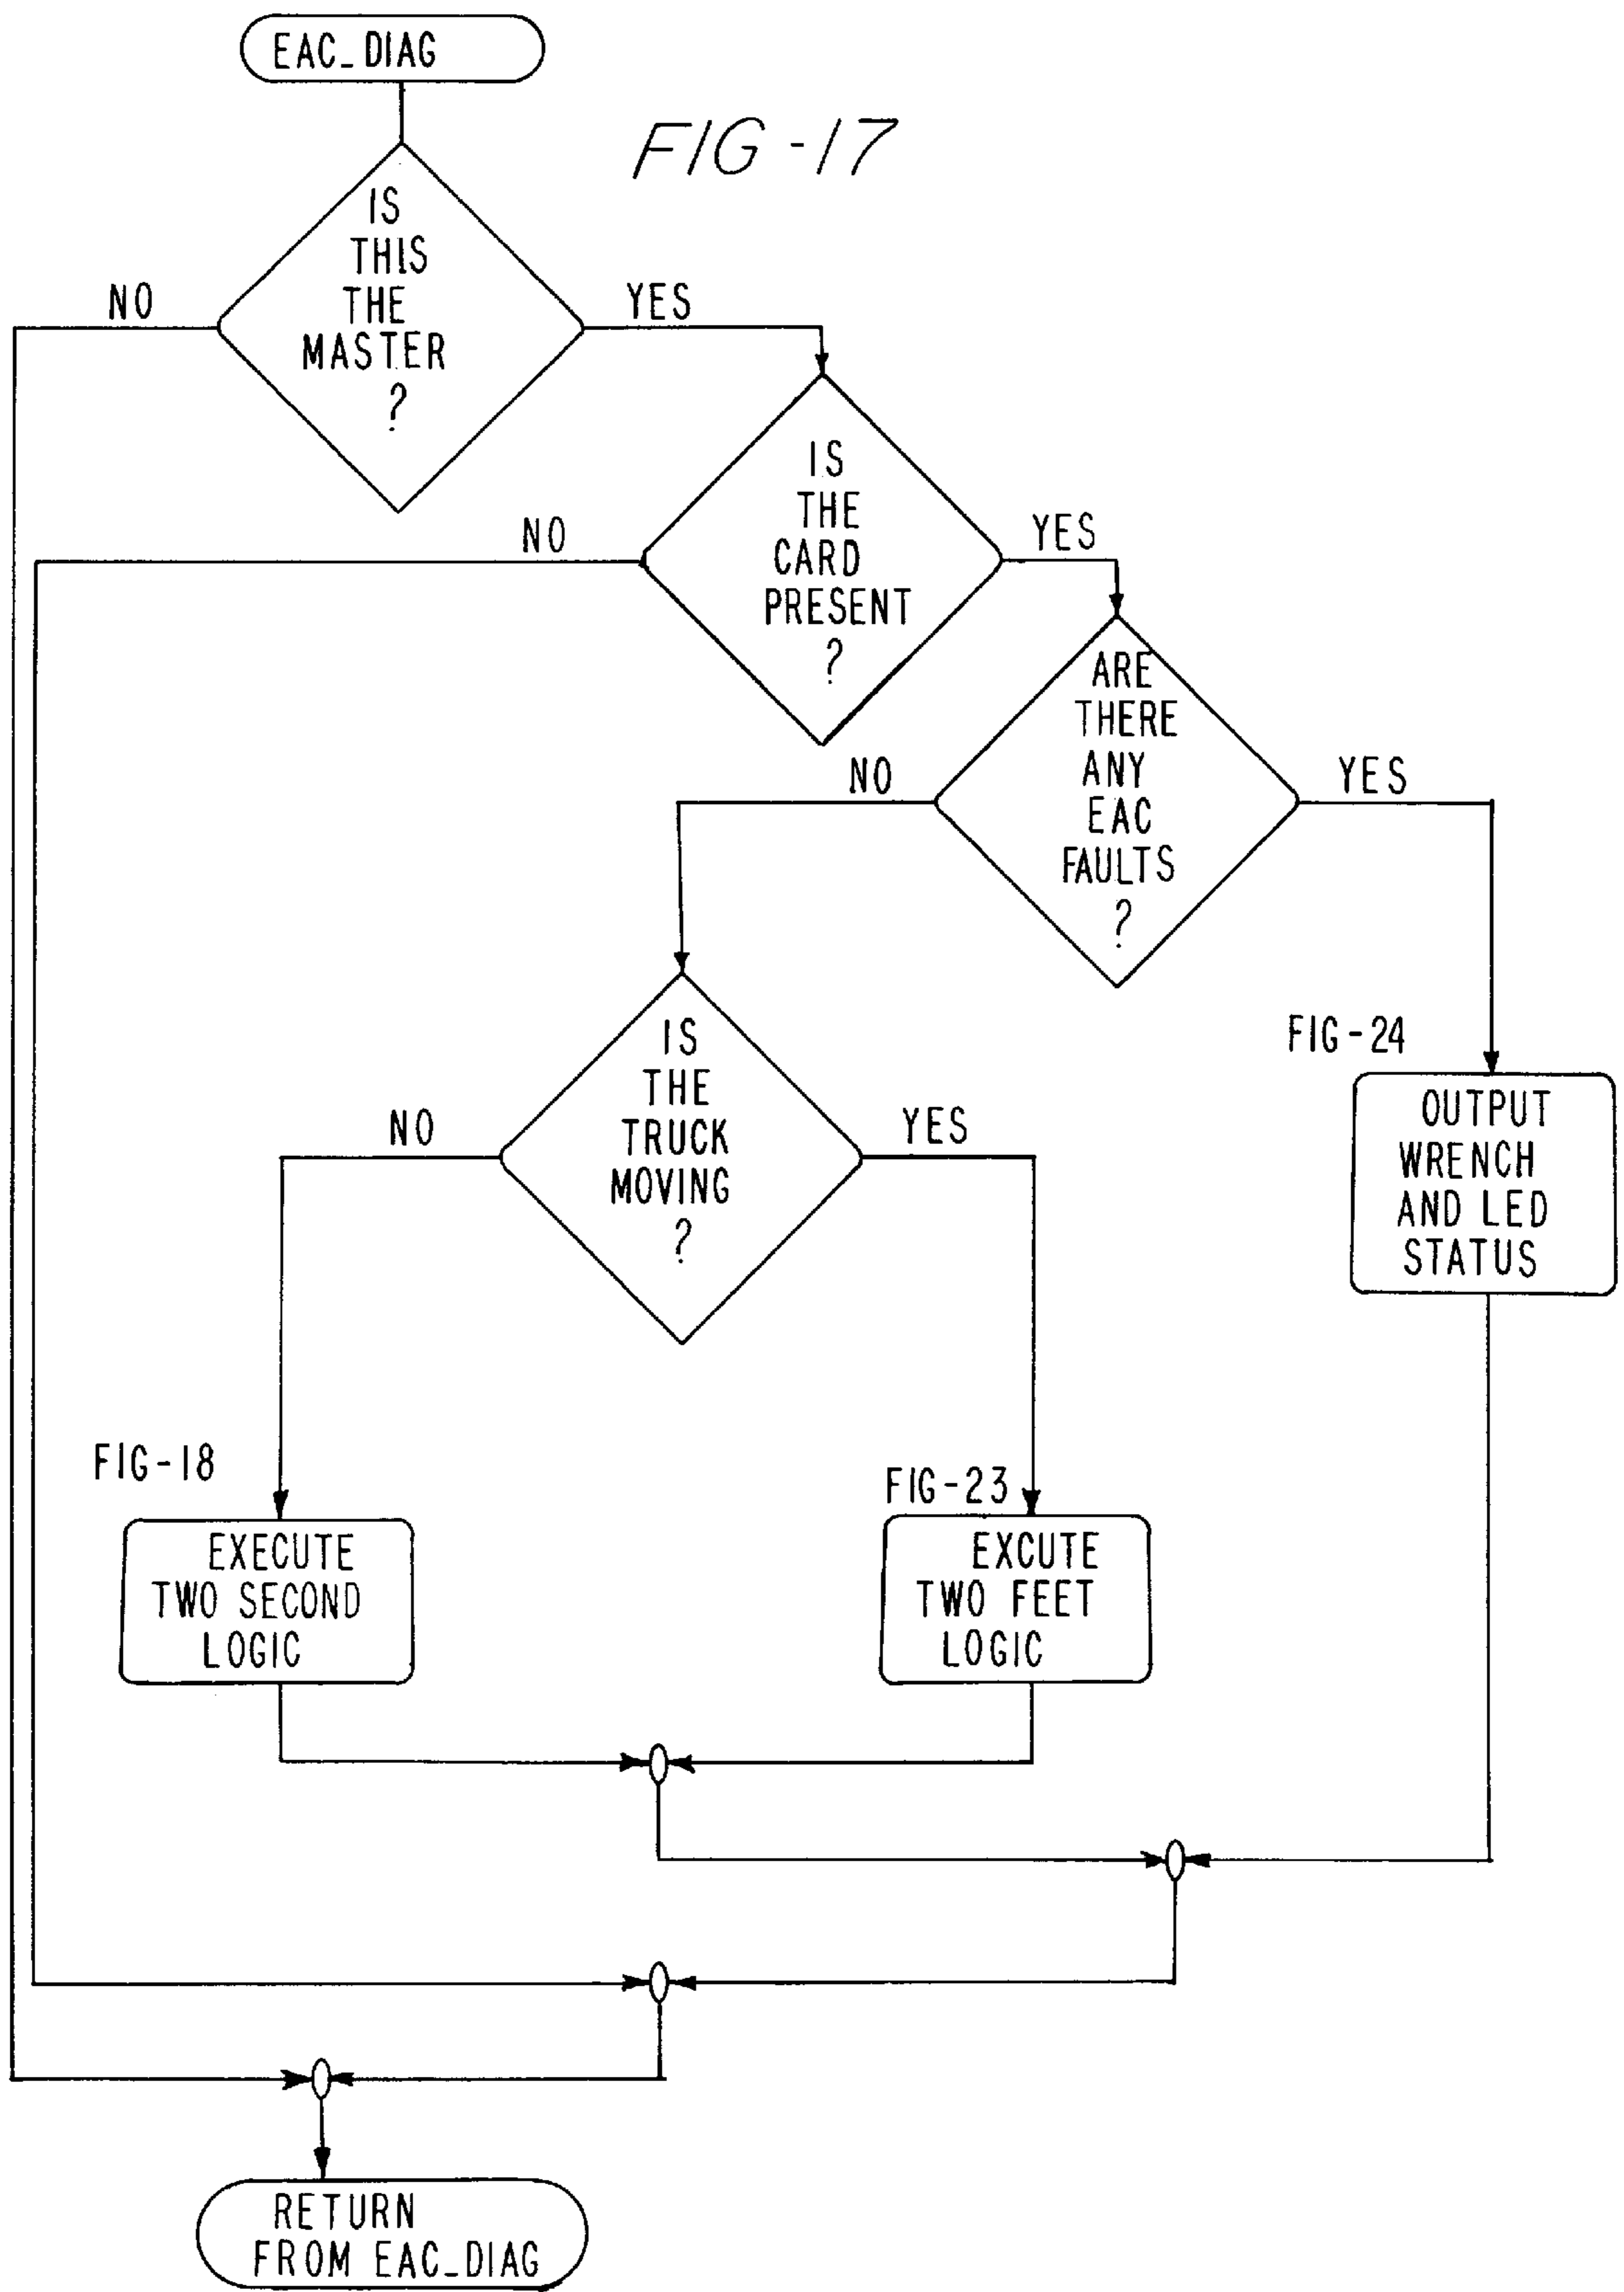 EAC_DIAG
FIG-17
IS
THIS
THE
MASTER
?
NO
YES
IS
THE
CARD
PRESENT
?
NO
YES
ARE
THERE
ANY
EAC
FAULTS
?
NO
YES
IS
THE
TRUCK
MOVING
?
NO
YES
FIG-24
OUTPUT
WRENCH
AND LED
STATUS
FIG-18
EXECUTE
TWO SECOND
LOGIC
FIG-23
EXCUTE
TWO FEET
LOGIC
RETURN
FROM EAC_DIAG